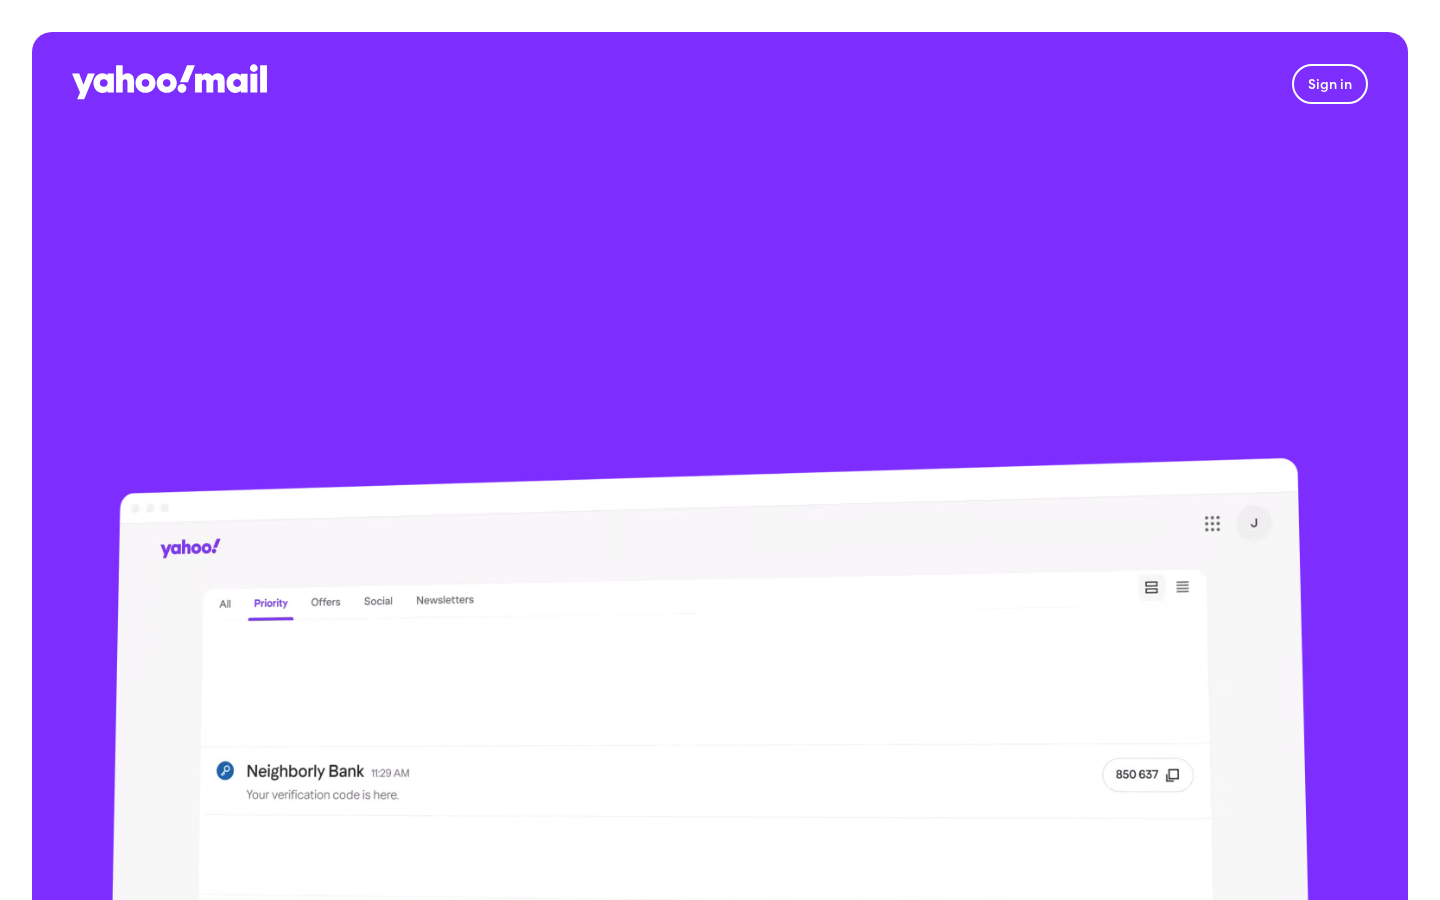 yahoo!mail
Sign in
yahoo!
J
All Priority Offers Social Newsletters
Neighborly Bank 11:29 AM
850 637
Your verification code is here.